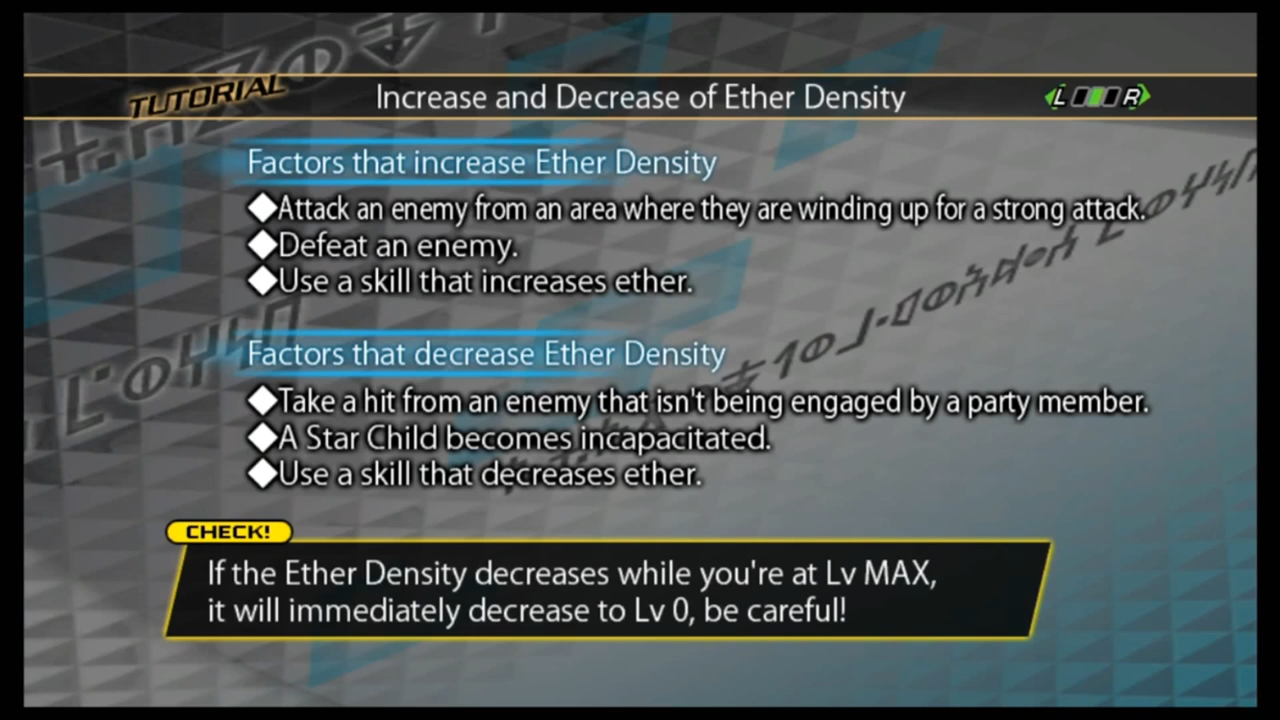 TUTORIAL
Increase and Decrease of Ether Density
L R
Factors that increase Ether Density
◆Attack an enemy from an area where they are winding up for a strong attack.
◆Defeat an enemy.
◆Use a skill that increases ether.
Factors that decrease Ether Density
◆Take a hit from an enemy that isn't being engaged by a party member.
◆A Star Child becomes incapacitated.
◆Use a skill that decreases ether.
CHECK!
If the Ether Density decreases while you're at Lv MAX,
it will immediately decrease to Lv 0, be careful!